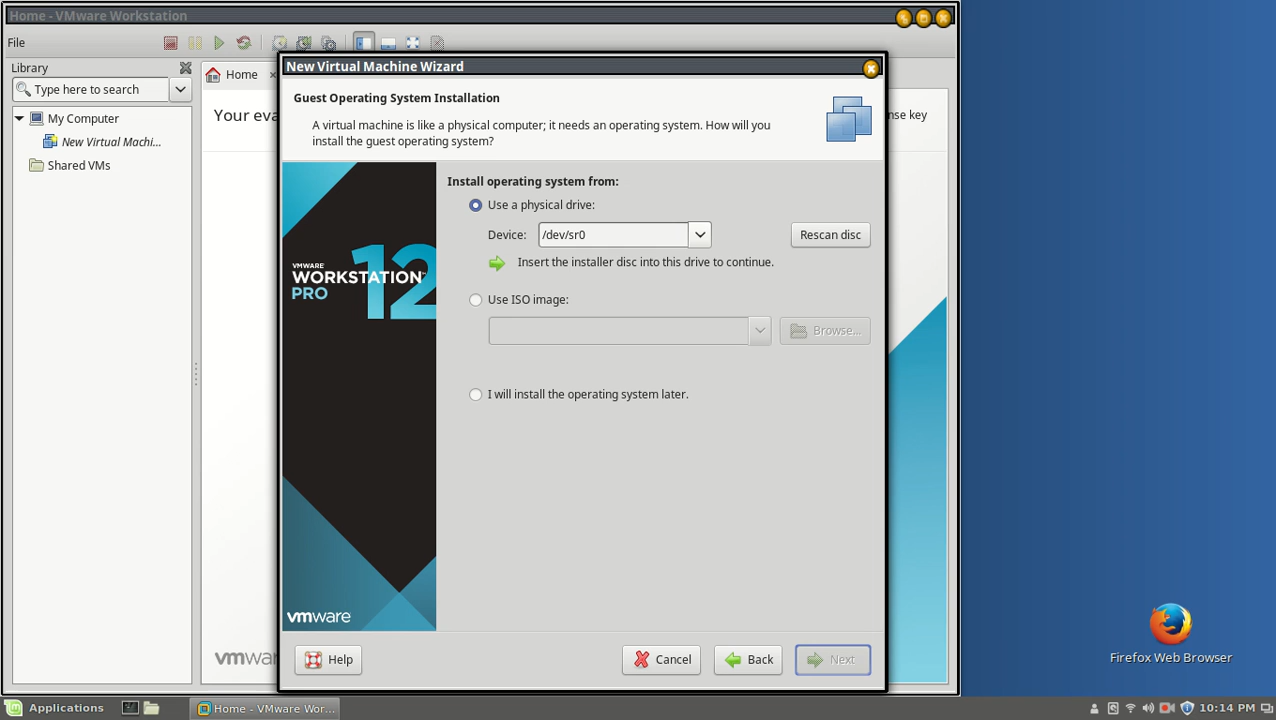 Home - VMware Workstation
File
Library
Type here to search
My Computer
New Virtual Machi...
Shared VMs
Home
Your eva
nse key
New Virtual Machine Wizard
Guest Operating System Installation
A virtual machine is like a physical computer; it needs an operating system. How will you
install the guest operating system?
Install operating system from:
Use a physical drive:
Device:
/dev/sr0
Rescan disc
Insert the installer disc into this drive to continue.
Use ISO image:
Browse...
I will install the operating system later.
VMWARE
WORKSTATION™
PRO
12
vmware
vmwar
Help
Cancel
Back
Next
Firefox Web Browser
Applications
Home - VMware Wor...
10:14 PM